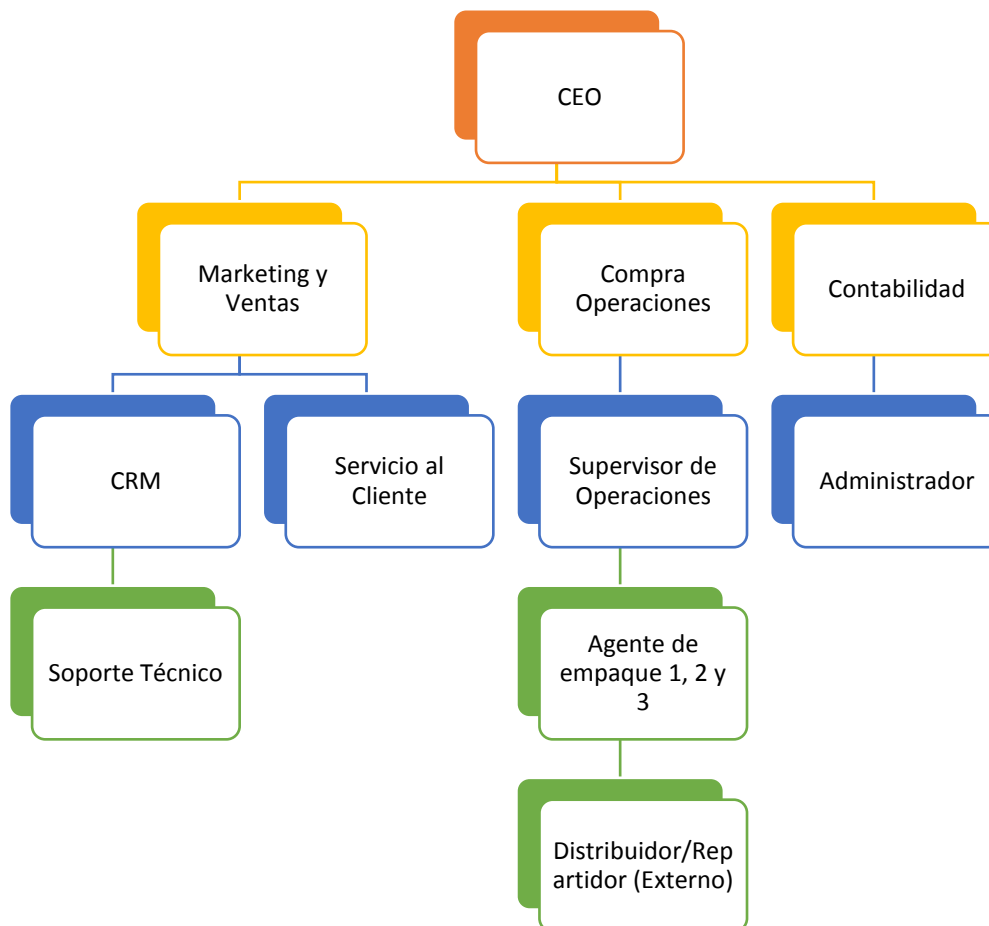 CEO
Marketing y
Ventas
Compra
Operaciones
Contabilidad
CRM
Servicio al
Cliente
Supervisor de
Operaciones
Administrador
Soporte Técnico
Agente de
empaque 1, 2 y
3
Distribuidor/Rep
artidor (Externo)